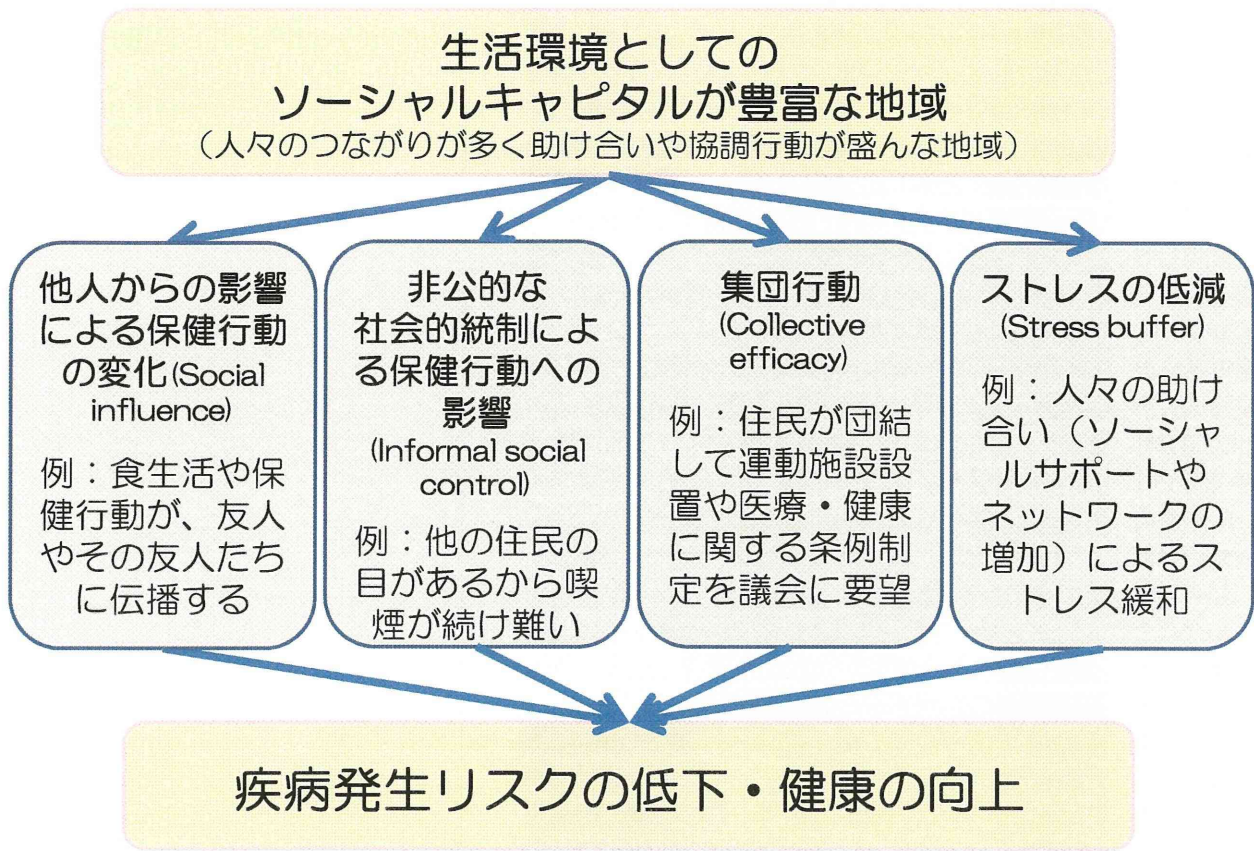 生活環境としての
ソーシャルキャピタルが豊富な地域
（人々のつながりが多く助け合いや協調行動が盛んな地域）
他人からの影響
による保健行動
の変化(Social
influence)
例：食生活や保
健行動が、友人
やその友人たち
に伝播する
非公的な
社会的統制によ
る保健行動への
影響
(Informal social
control)
例：他の住民の
目があるから喫
煙が続け難い
集団行動
(Collective
efficacy)
例：住民が団結
して運動施設設
置や医療・健康
に関する条例制
定を議会に要望
ストレスの低減
(Stress buffer)
例：人々の助け
合い（ソーシャ
ルサポートや
ネットワークの
増加）によるス
トレス緩和
疾病発生リスクの低下・健康の向上